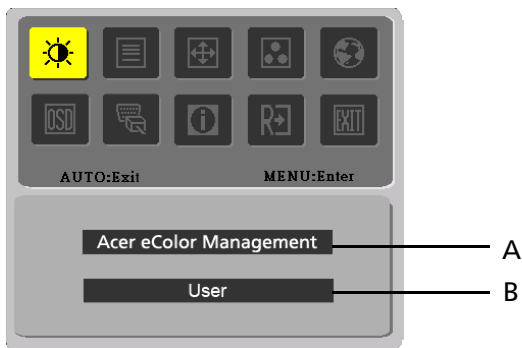 OSD R EXIT
AUTO:Exit MENU:Enter
Acer eColor Management A
User B